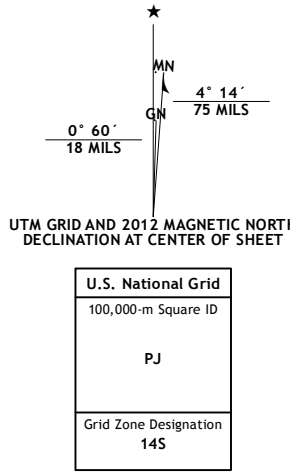 MN
4° 14´
75 MILS
GN
0° 60´
18 MILS
UTM GRID AND 2012 MAGNETIC NORTH
DECLINATION AT CENTER OF SHEET
U.S. National Grid
100,000-m Square ID
PJ
Grid Zone Designation
14S